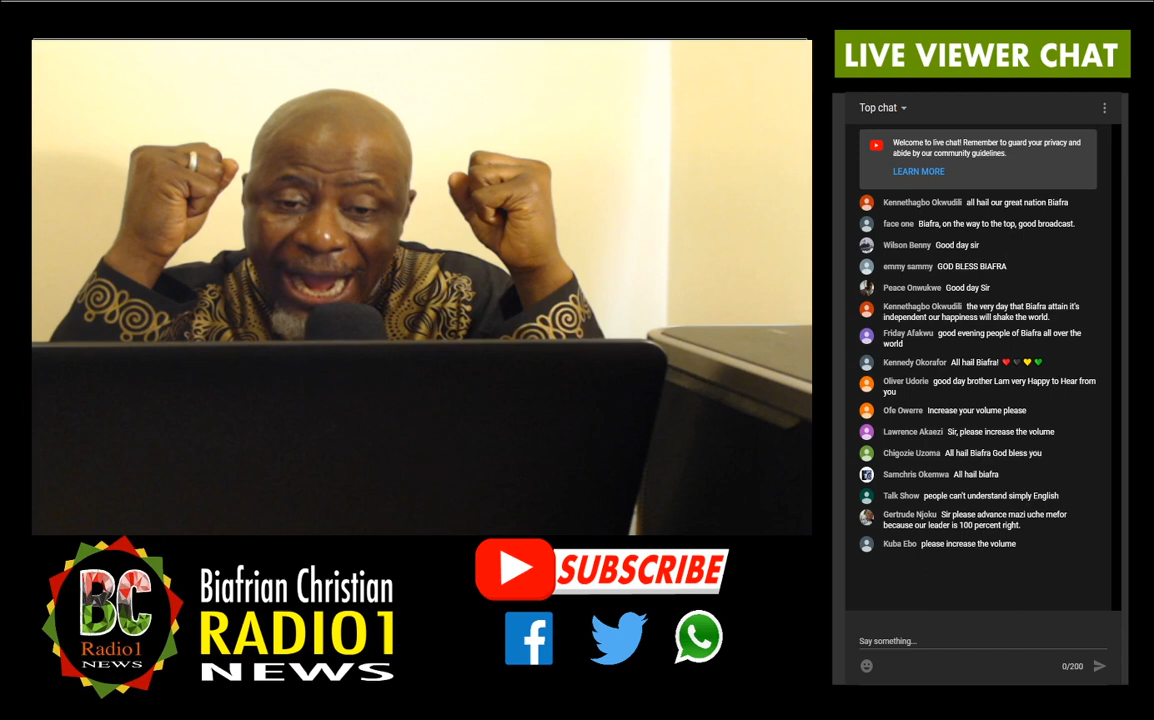 LIVE VIEWER CHAT
Top chat
Welcome to live chat! Remember to guard your privacy and
abide by our community guidelines.
LEARN MORE
Kennethagbo Okwudili all hail our great nation Biafra
face one Biafra, on the way to the top, good broadcast.
Wilson Benny Good day sir
emmy sammy GOD BLESS BIAFRA
Peace Onwukwe Good day Sir
Kennethagbo Okwudili the very day that Biafra attain it's
independent our happiness will shake the world.
Friday Afakwu good evening people of Biafra all over the
world
Kennedy Okorafor All hail Biafra! ❤️ 🖤 💛 💚
Oliver Udorie good day brother Lam very Happy to Hear from
you
Ofe Owerre Increase your volume please
Lawrence Akaezi Sir, please increase the volume
Chigozie Uzoma All hail Biafra God bless you
Samchris Okemwa All hail biafra
Talk Show people can't understand simply English
Gertrude Njoku Sir please advance mazi uche mefor
because our leader is 100 percent right.
Kuba Ebo please increase the volume
Say something...
0/200
BC
Radio1
NEWS
Biafrian Christian
RADIO1
NEWS
SUBSCRIBE